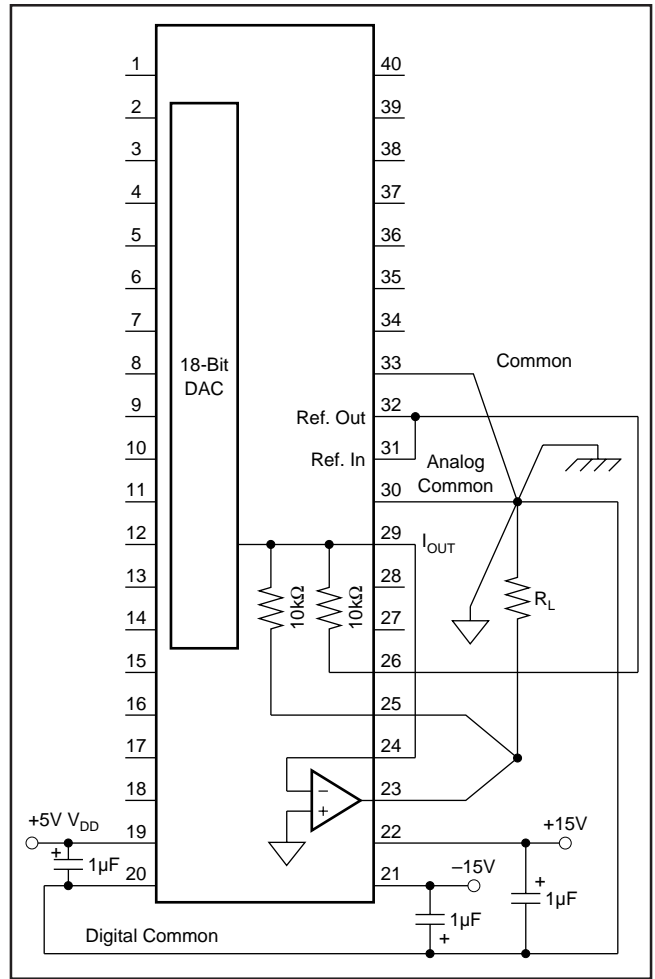 1
40
2
39
3
38
4
37
5
36
6
35
7
34
8
18-Bit
DAC
33
Common
9
Ref. Out
32
10
Ref. In
31
Analog
Common
11
30
12
29
IOUT
13
10kΩ
10kΩ
28
RL
14
27
15
26
16
25
17
24
18
–
+
23
+5V VDD
19
22
+15V
+
1µF
20
21
–15V
1µF
+
+
1µF
Digital Common